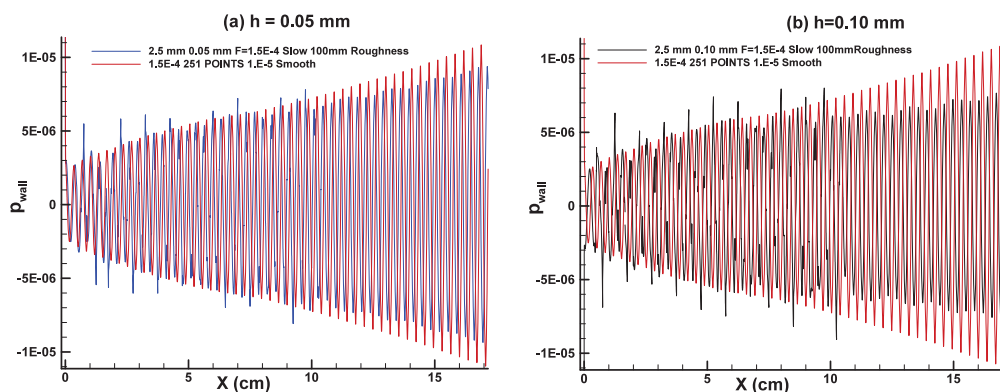 (a) h = 0.05 mm
1E-05
5E-06
0
-5E-06
-1E-05
p wall
2.5 mm 0.05 mm F=1.5E-4 Slow 100mm Roughness
1.5E-4 251 POINTS 1.E-5 Smooth
0 5 10 15
X (cm)
(b) h=0.10 mm
1E-05
5E-06
0
-5E-06
-1E-05
p wall
2.5 mm 0.10 mm F=1.5E-4 Slow 100mmRoughness
1.5E-4 251 POINTS 1.E-5 Smooth
0 5 10 15
X (cm)